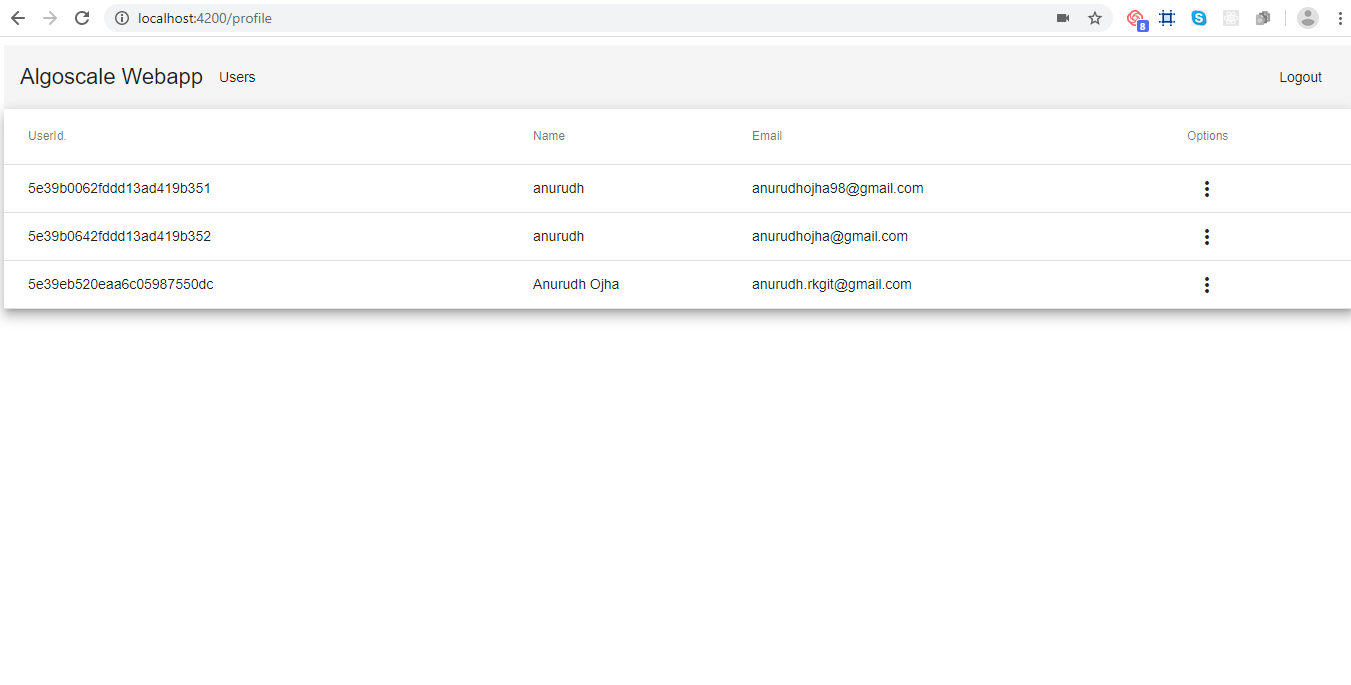 localhost:4200/profile
8
S
Algoscale Webapp Users Logout
UserId. Name Email Options
5e39b0062fddd13ad419b351 anurudh anurudhojha98@gmail.com
5e39b0642fddd13ad419b352 anurudh anurudhojha@gmail.com
5e39eb520eaa6c05987550dc Anurudh Ojha anurudh.rkgit@gmail.com